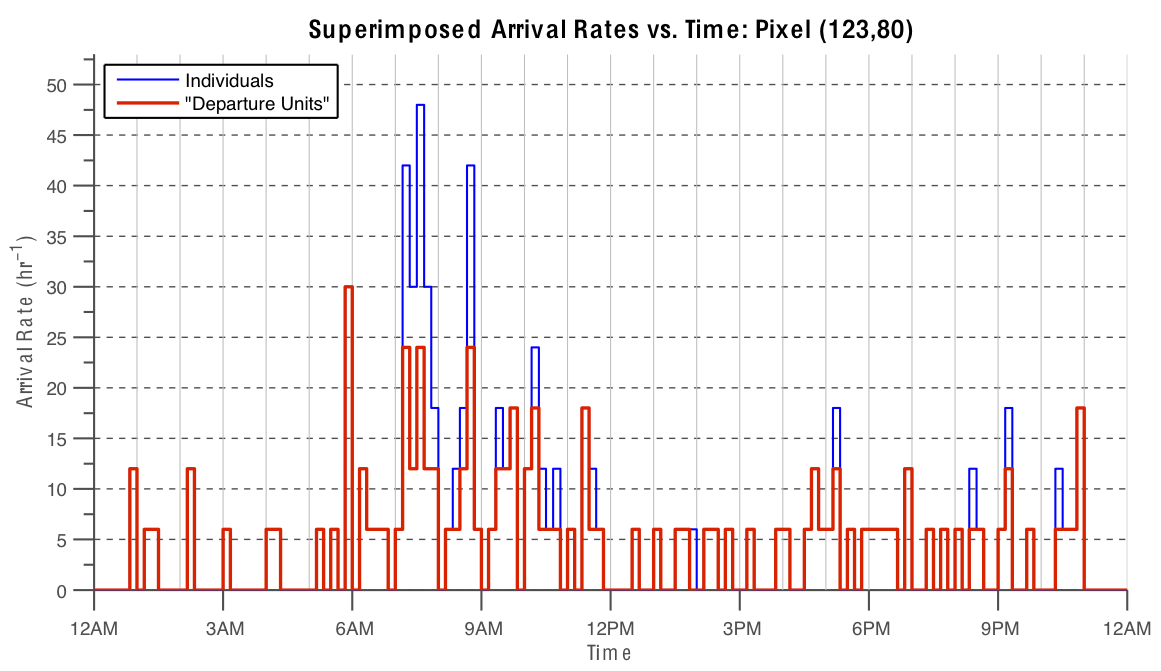 Superimposed Arrival Rates vs. Time: Pixel (123,80)
Individuals
"Departure Units"
Arrival Rate (hr⁻¹)
50
45
40
35
30
25
20
15
10
5
0
12AM 3AM 6AM 9AM 12PM 3PM 6PM 9PM 12AM
Time